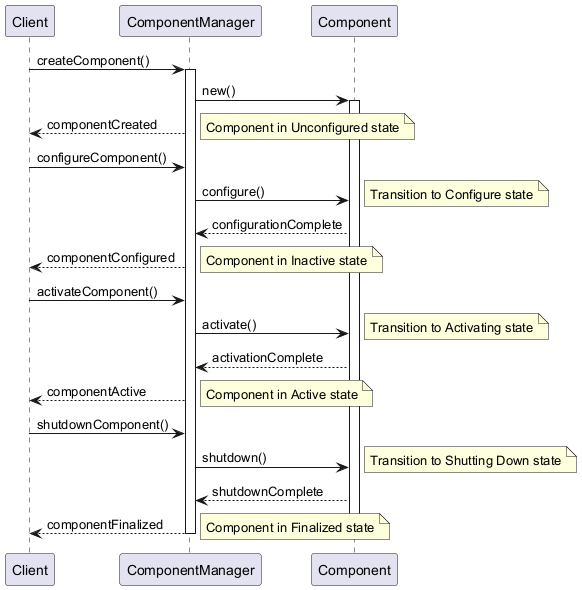 Client
ComponentManager
Component
createComponent()
new()
componentCreated
Component in Unconfigured state
configureComponent()
configure()
Transition to Configure state
configurationComplete
componentConfigured
Component in Inactive state
activateComponent()
activate()
Transition to Activating state
activationComplete
componentActive
Component in Active state
shutdownComponent()
shutdown()
Transition to Shutting Down state
shutdownComplete
componentFinalized
Component in Finalized state
Client
ComponentManager
Component